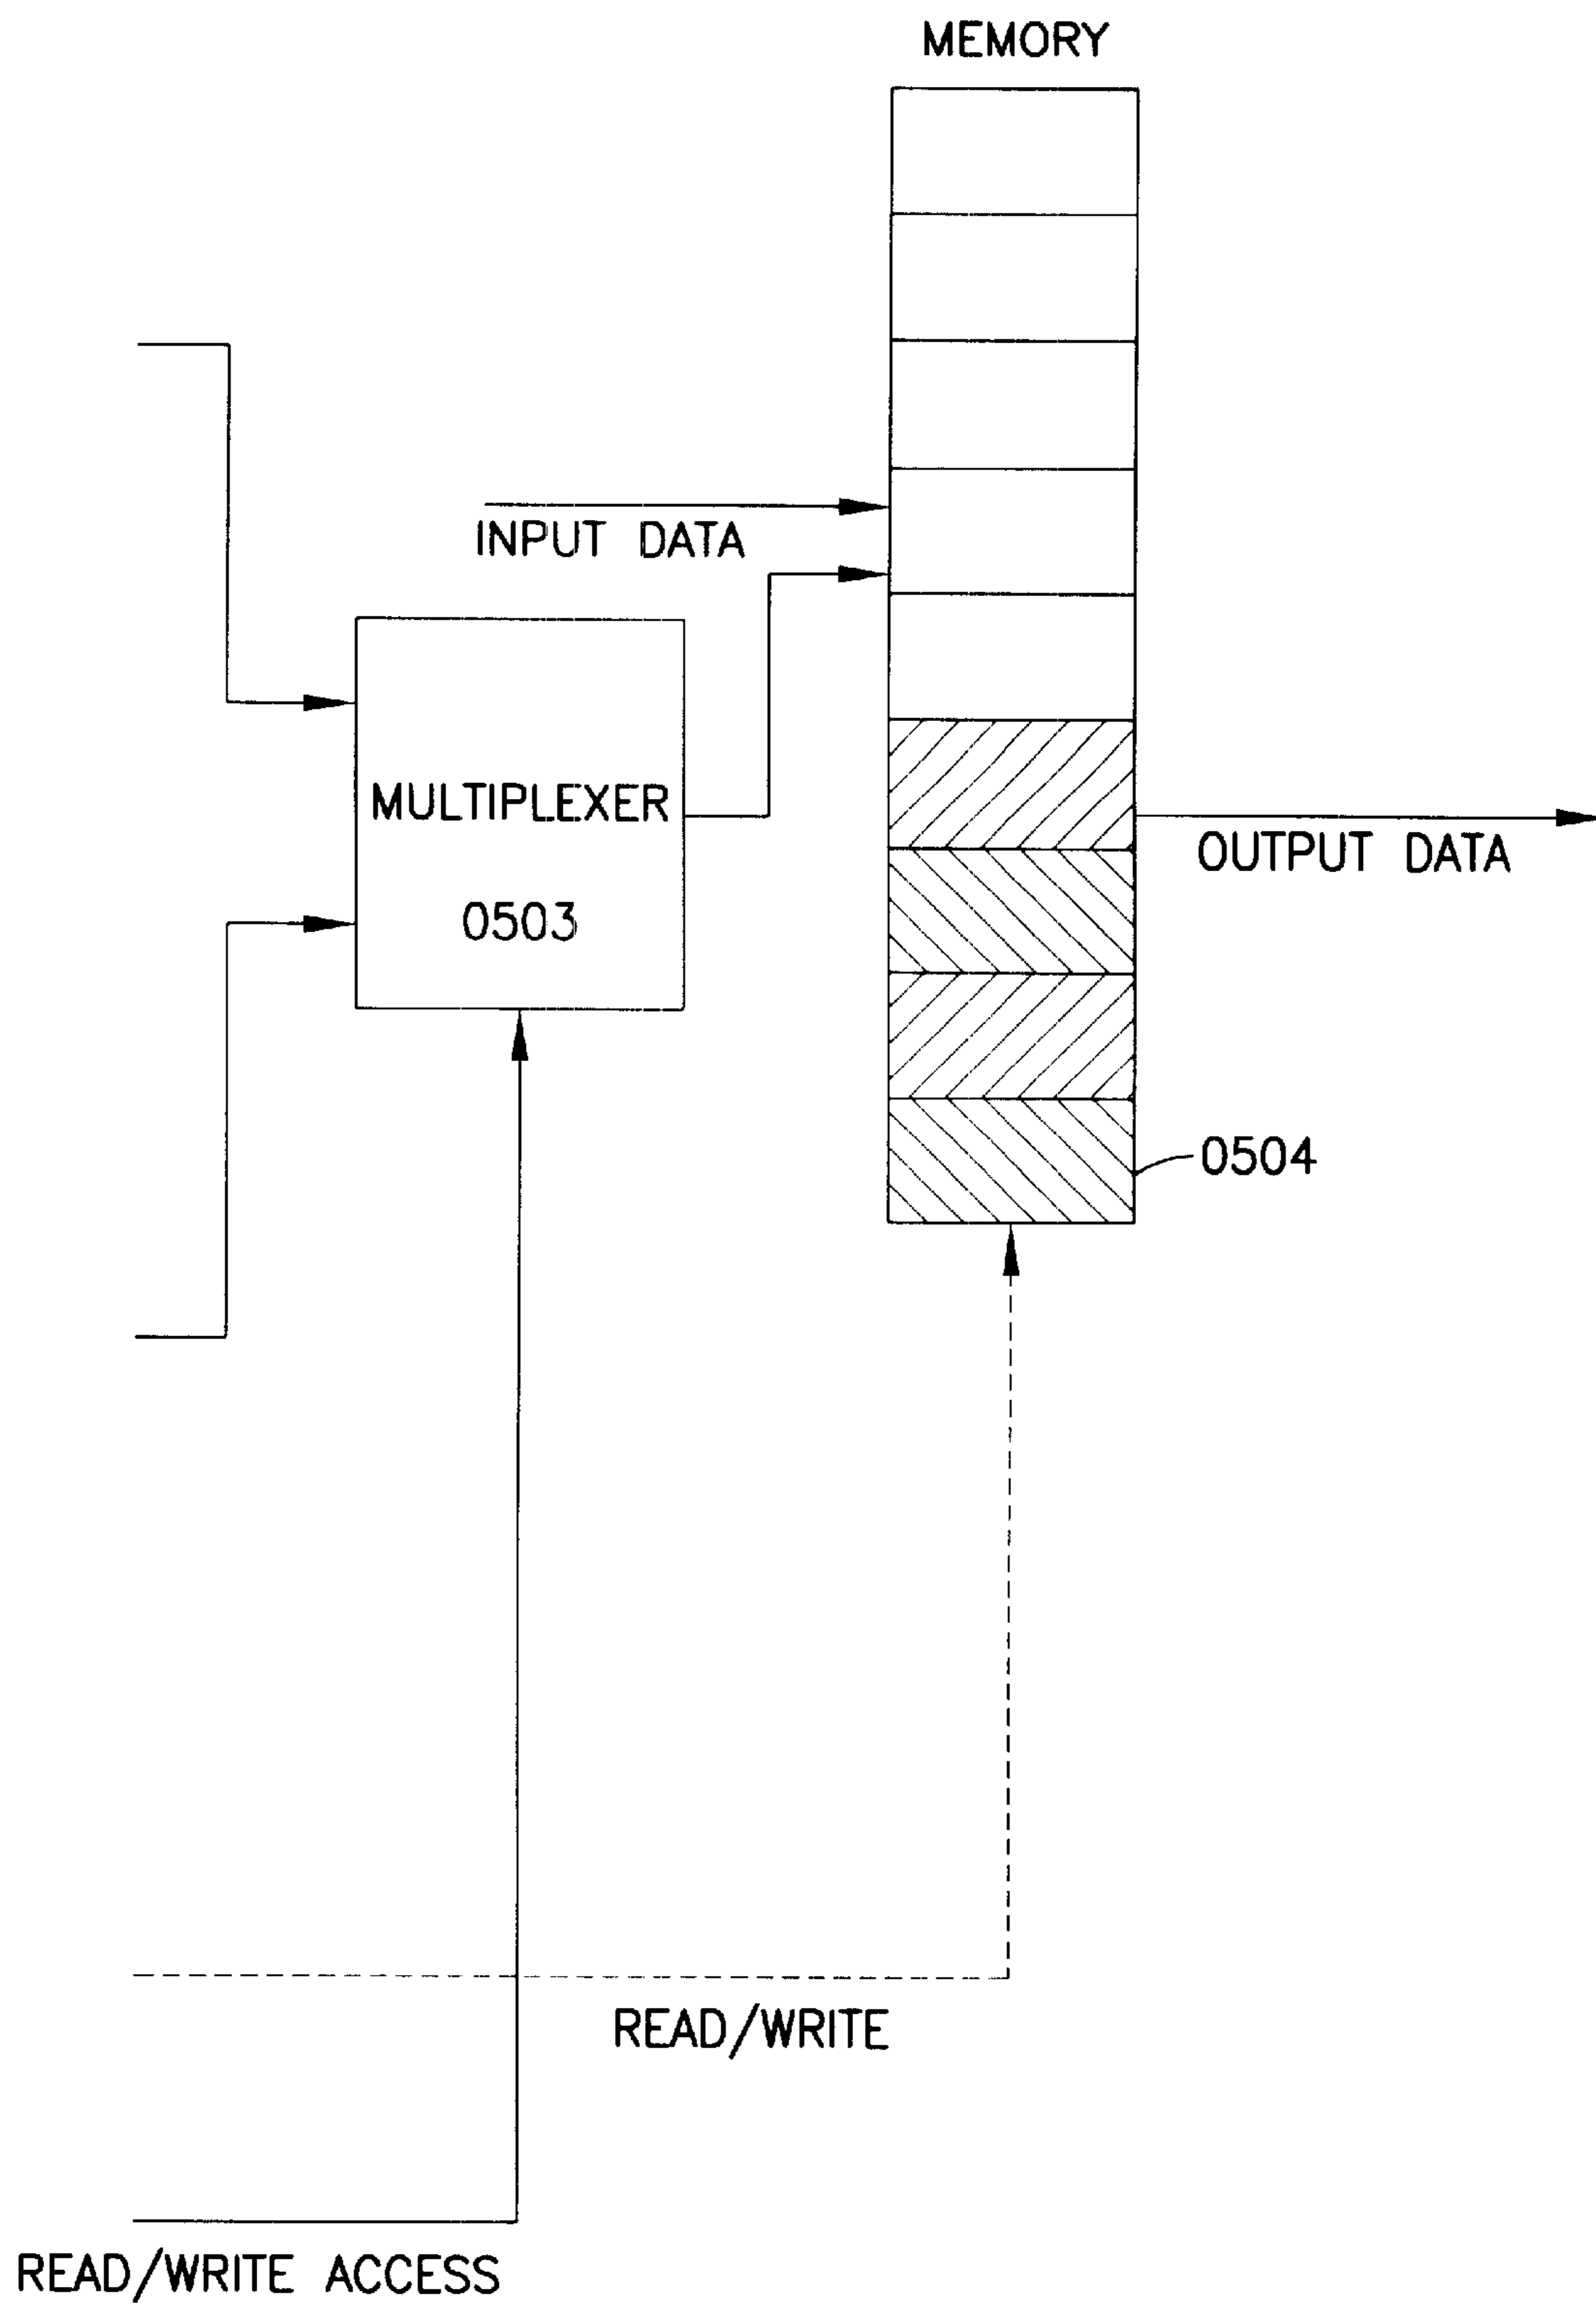 MEMORY
INPUT DATA
MULTIPLEXER
0503
OUTPUT DATA
0504
READ/WRITE
READ/WRITE ACCESS